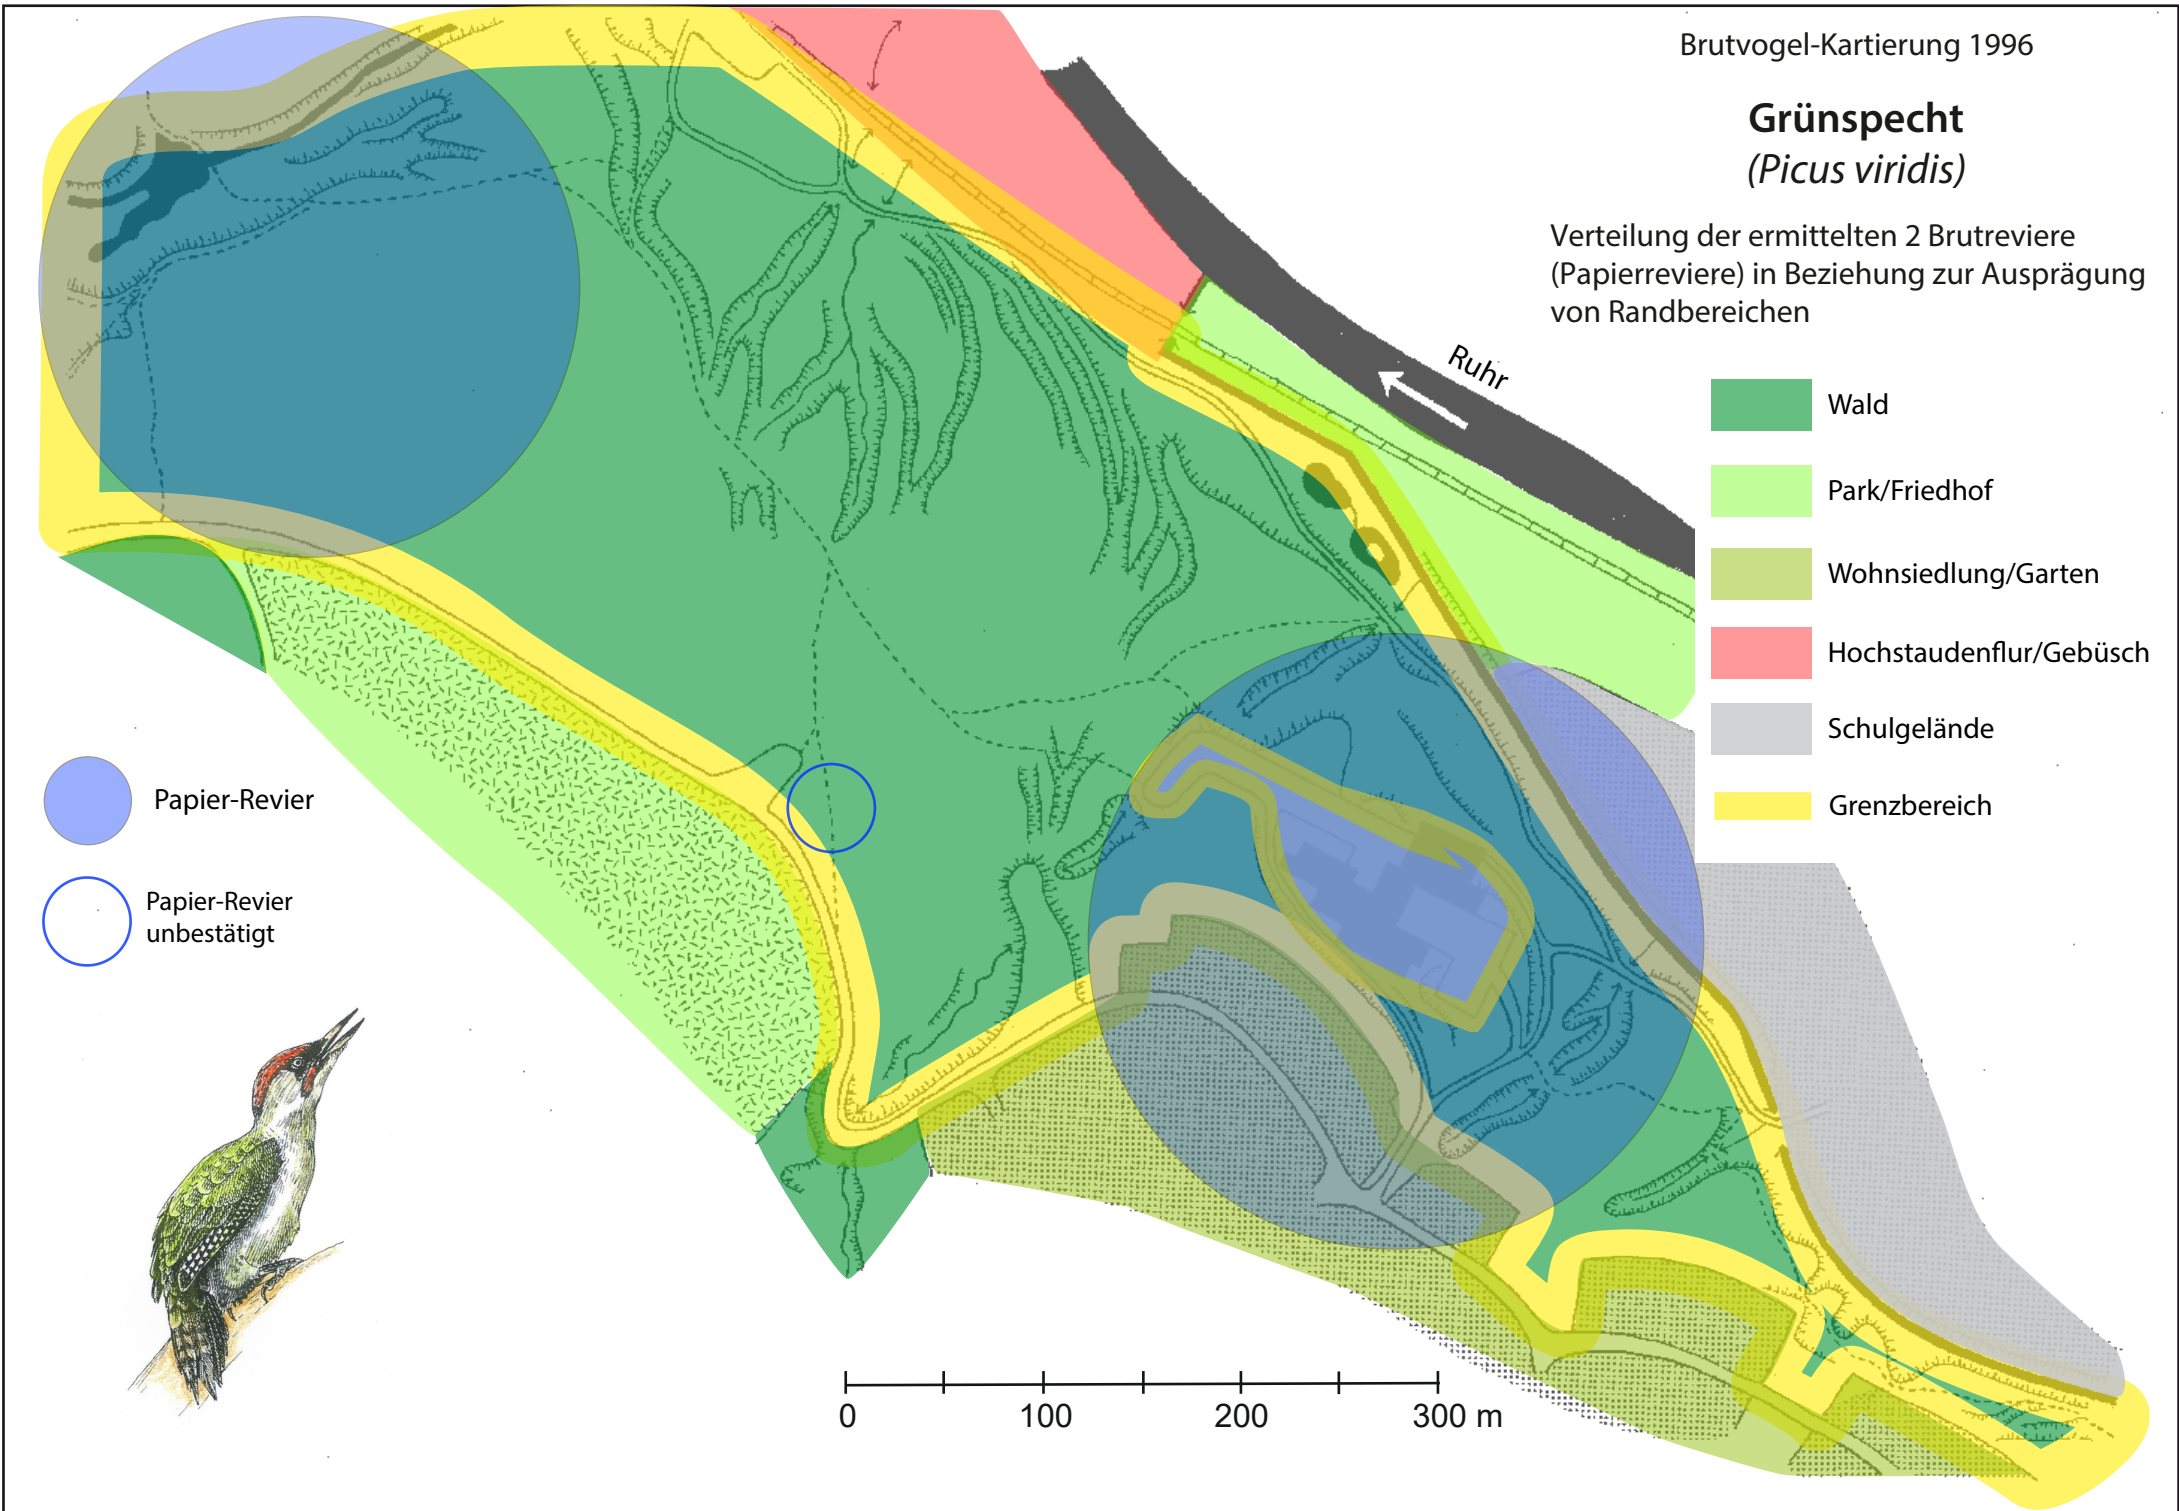 Brutvogel-Kartierung 1996
Grünspecht
(Picus viridis)
Verteilung der ermittelten 2 Brutreviere
(Papierreviere) in Beziehung zur Ausprägung
von Randbereichen
Ruhr
Wald
Park/Friedhof
Wohnsiedlung/Garten
Hochstaudenflur/Gebüsch
Schulgelände
Grenzbereich
Papier-Revier
Papier-Revier
unbestätigt
0 100 200 300 m